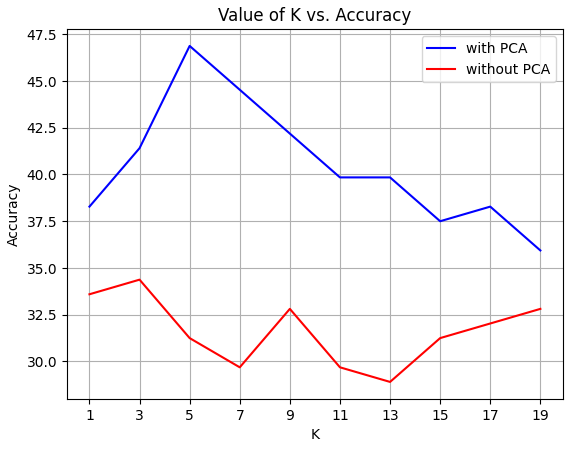 Value of K vs. Accuracy
with PCA
without PCA
47.5
45.0
42.5
40.0
37.5
35.0
32.5
30.0
Accuracy
1 3 5 7 9 11 13 15 17 19
K